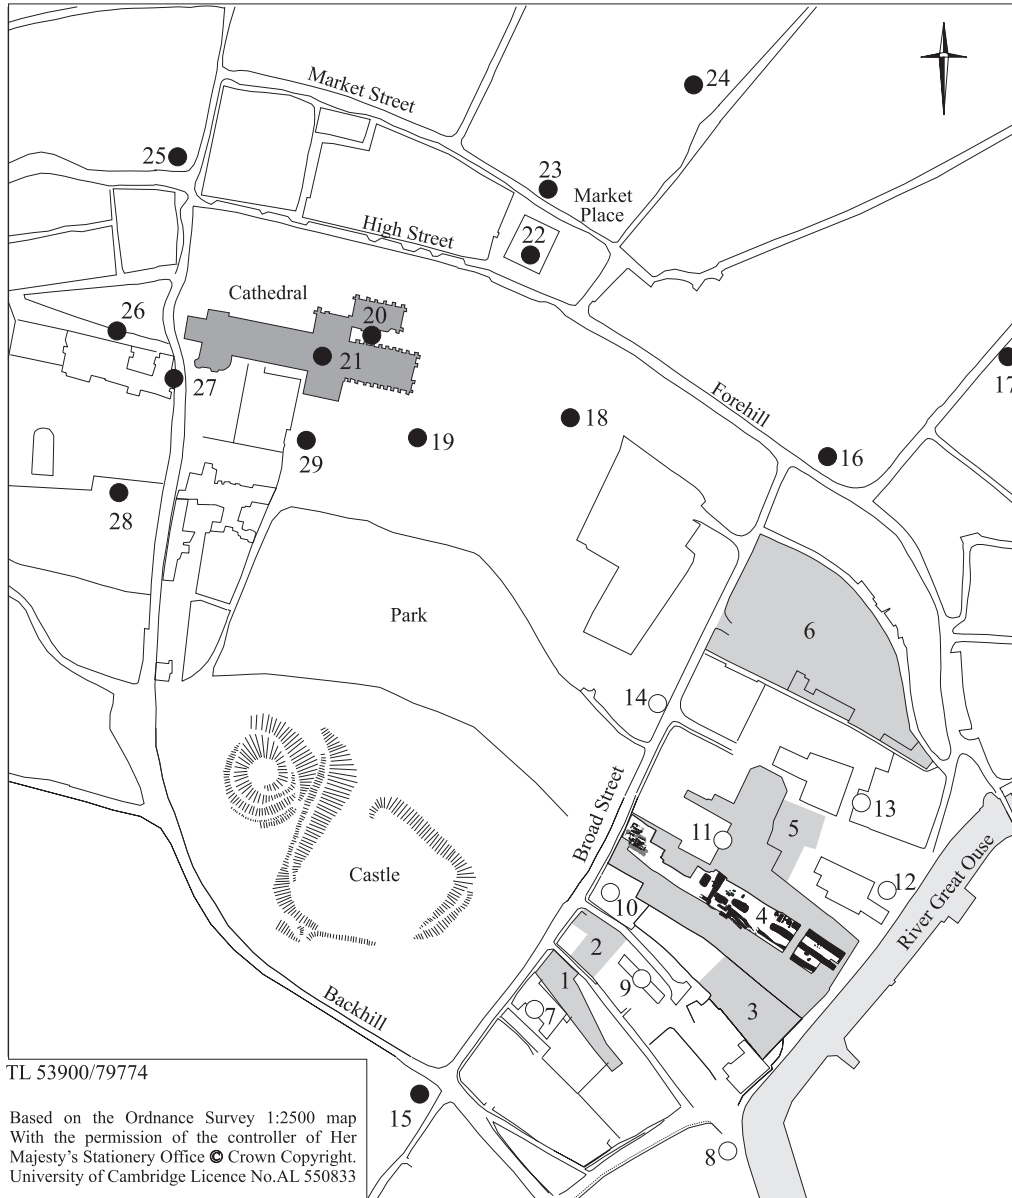 Market Street
24
25
23
Market
Place
High Street
22
Cathedral
26
20
21
27
17
Forehill
18
19
16
29
28
Park
6
14
Broad Street
13
5
11
Castle
12
4
River Great Ouse
10
2
1
9
3
7
Backhill
TL 53900/79774
15
8
Based on the Ordnance Survey 1:2500 map
With the permission of the controller of Her
Majesty's Stationery Office © Crown Copyright.
University of Cambridge Licence No.AL 550833